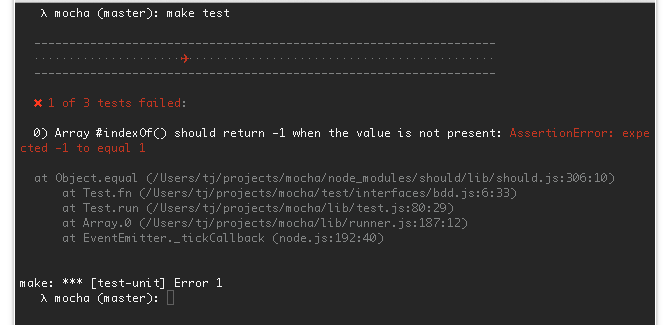 λ mocha (master): make test
------------------------------------------------------------------
·····················✈············································
------------------------------------------------------------------
✖ 1 of 3 tests failed:
0) Array #indexOf() should return -1 when the value is not present: AssertionError: expe
cted -1 to equal 1
at Object.equal (/Users/tj/projects/mocha/node_modules/should/lib/should.js:306:10)
at Test.fn (/Users/tj/projects/mocha/test/interfaces/bdd.js:6:33)
at Test.run (/Users/tj/projects/mocha/lib/test.js:80:29)
at Array.0 (/Users/tj/projects/mocha/lib/runner.js:187:12)
at EventEmitter._tickCallback (node.js:192:40)
make: *** [test-unit] Error 1
λ mocha (master):